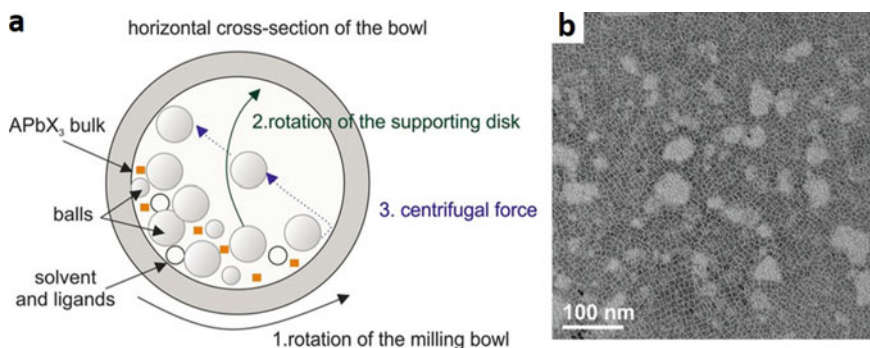 a
horizontal cross-section of the bowl
APbX₃ bulk
2.rotation of the supporting disk
balls
3. centrifugal force
solvent
and ligands
1.rotation of the milling bowl
b
100 nm